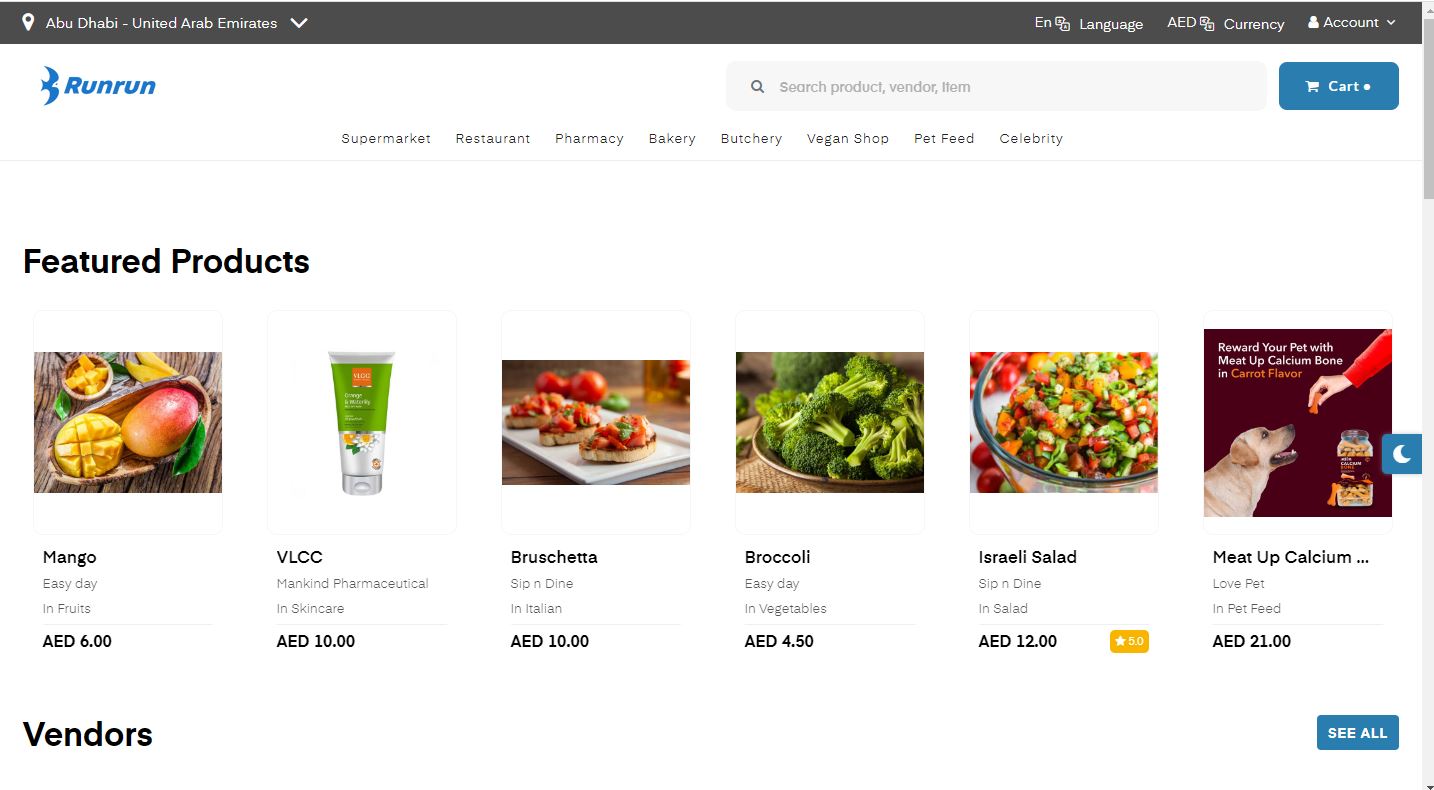 Abu Dhabi - United Arab Emirates
En Language AED Currency Account
Runrun
Search product, vendor, item
Cart
Supermarket Restaurant Pharmacy Bakery Butchery Vegan Shop Pet Feed Celebrity
Featured Products
VLCC
Orange
Reward Your Pet with
Meat Up Calcium Bone
in Carrot Flavor
CALCIUM
BONE
Mango VLCC Bruschetta Broccoli Israeli Salad Meat Up Calcium ...
Easy day Mankind Pharmaceutical Sip n Dine Easy day Sip n Dine Love Pet
In Fruits In Skincare In Italian In Vegetables In Salad In Pet Feed
AED 6.00 AED 10.00 AED 10.00 AED 4.50 AED 12.00 5.0 AED 21.00
Vendors
SEE ALL